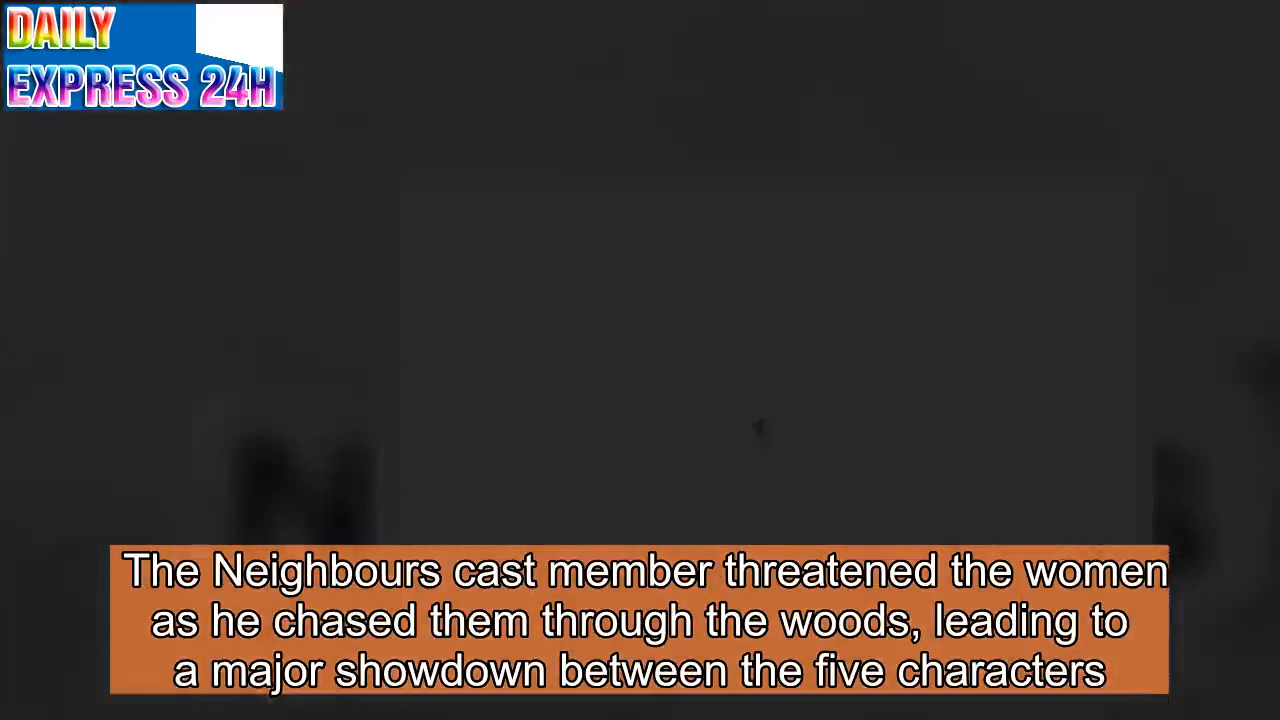 DAILY
EXPRESS 24H
The Neighbours cast member threatened the women
as he chased them through the woods, leading to
a major showdown between the five characters